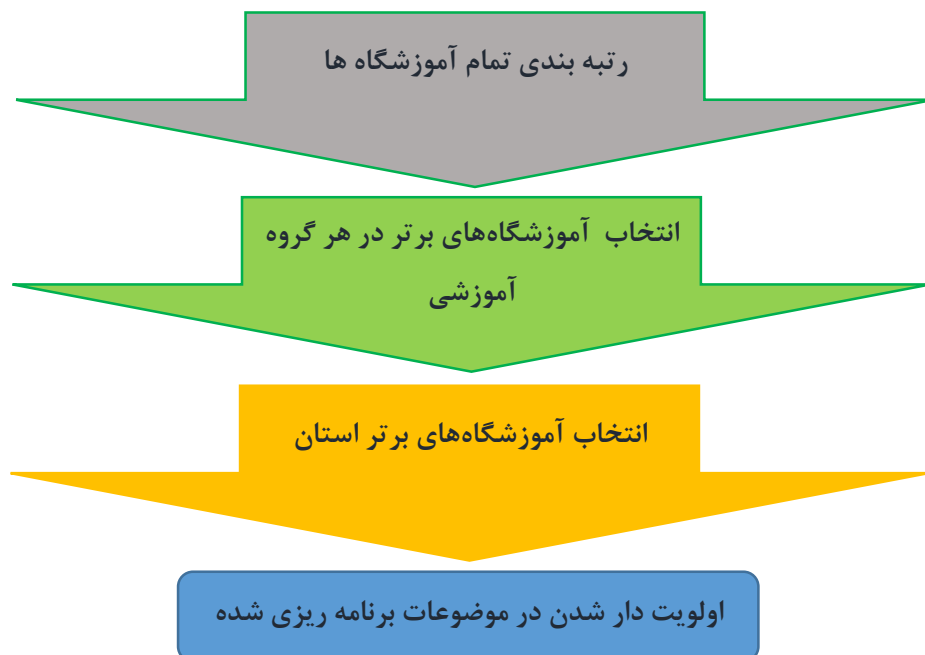 رتبه بندی تمام آموزشگاه ها
انتخاب آموزشگاه‌های برتر در هر گروه
آموزشی
انتخاب آموزشگاه‌های برتر استان
اولویت دار شدن در موضوعات برنامه ریزی شده